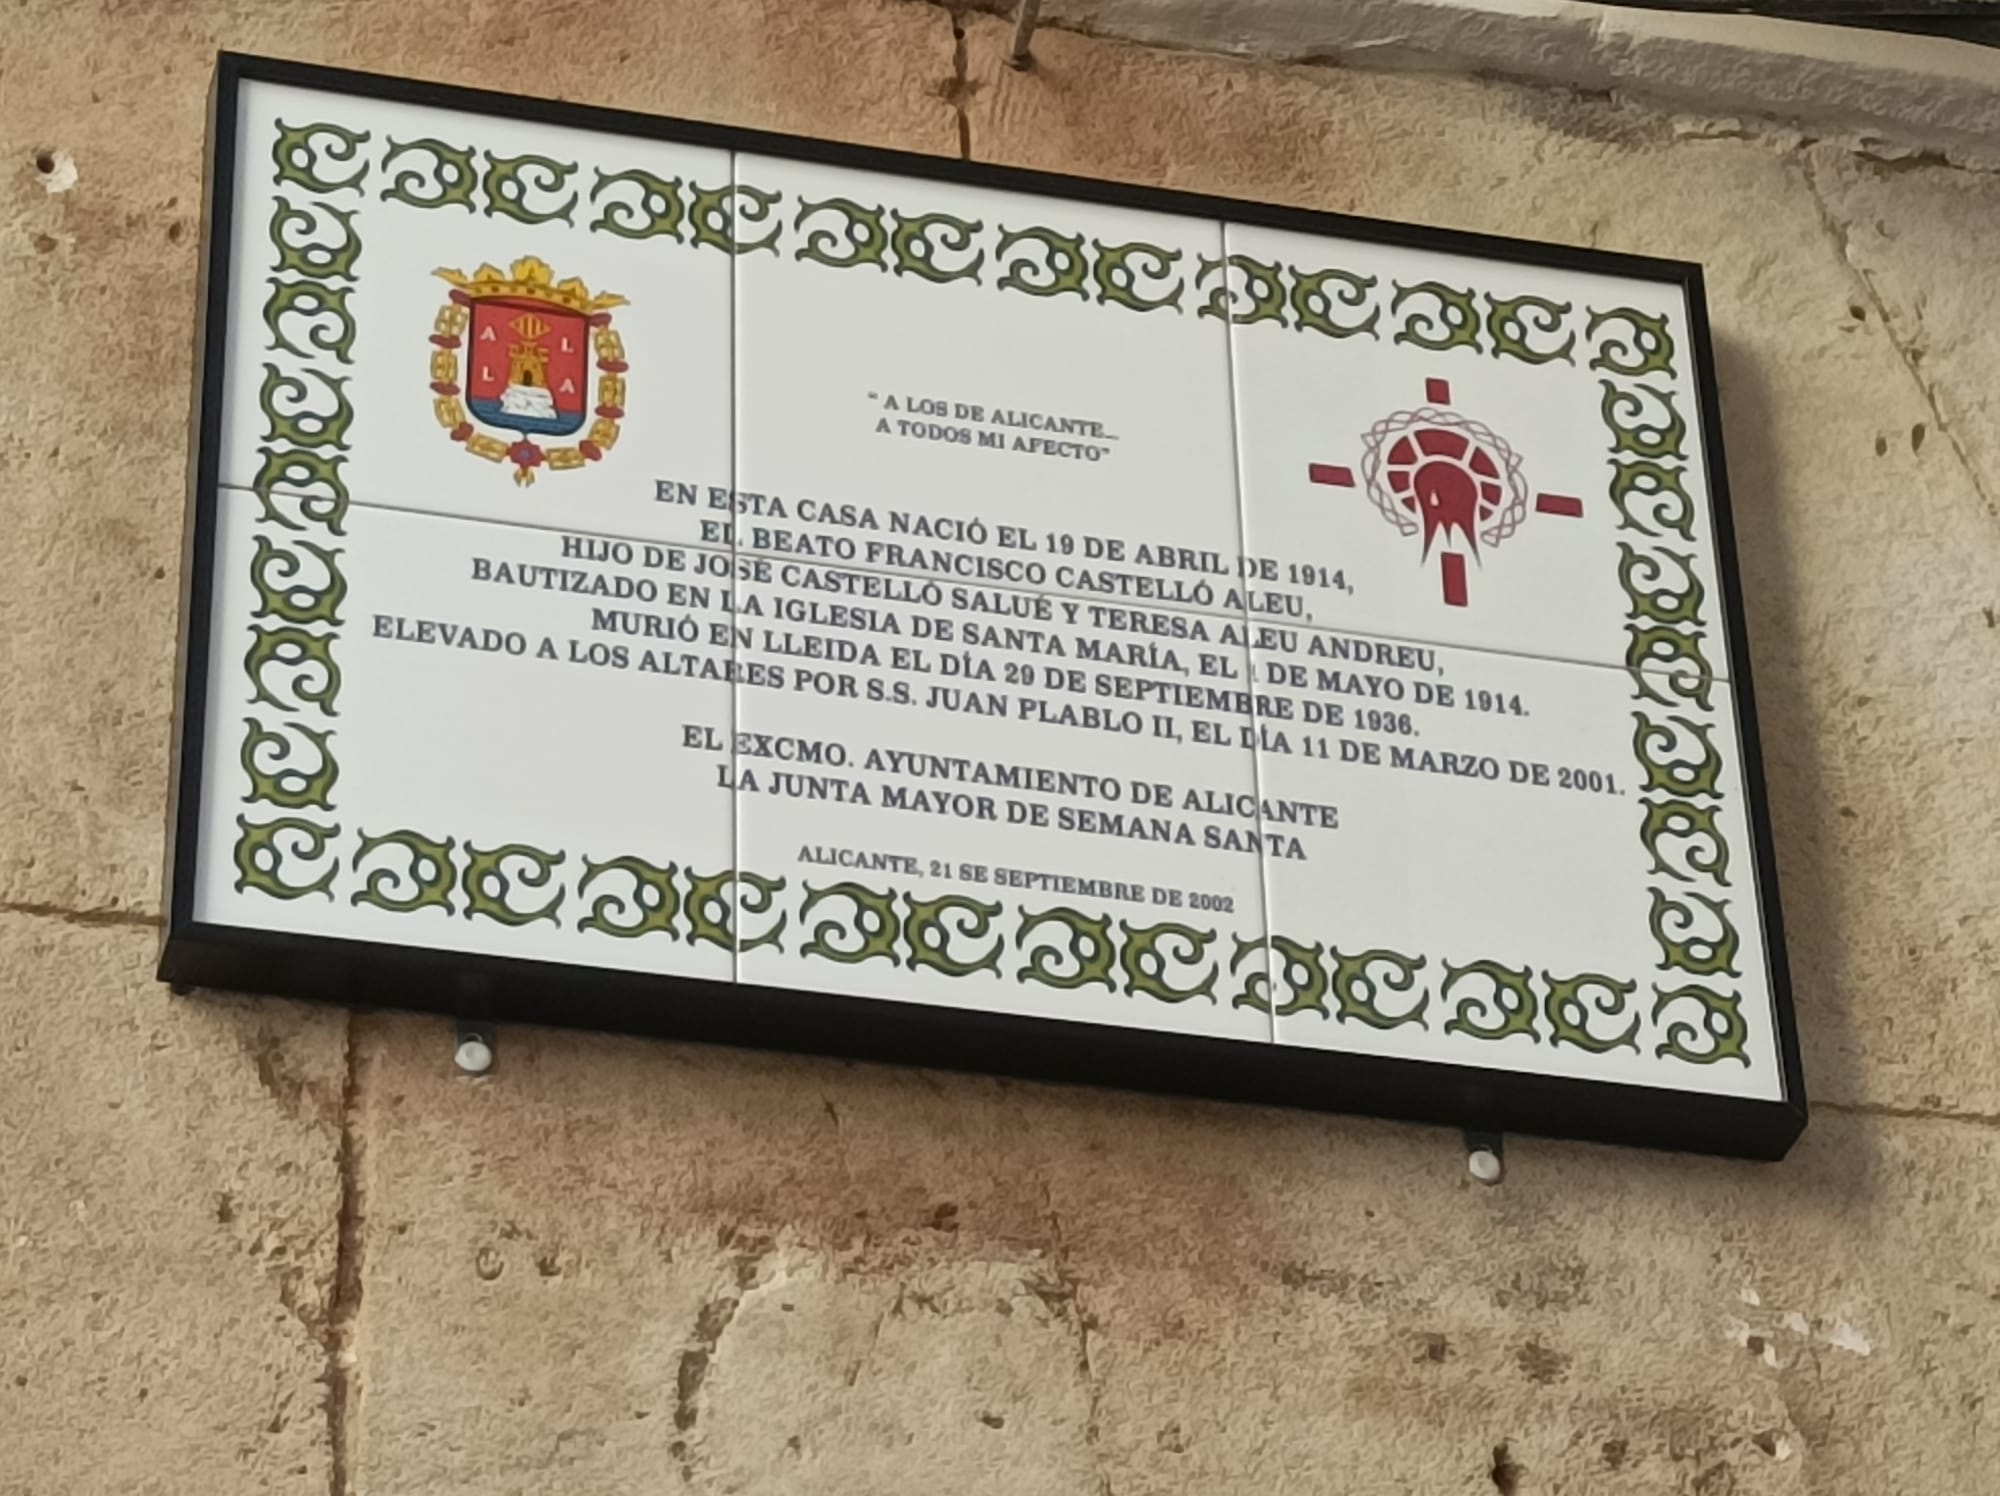 A L
L A
" A LOS DE ALICANTE...
A TODOS MI AFECTO"
EN ESTA CASA NACIÓ EL 19 DE ABRIL DE 1914,
EL BEATO FRANCISCO CASTELLÓ ALEU,
HIJO DE JOSÉ CASTELLÓ SALUÉ Y TERESA ALEU ANDREU,
BAUTIZADO EN LA IGLESIA DE SANTA MARÍA, EL 1 DE MAYO DE 1914.
MURIÓ EN LLEIDA EL DÍA 29 DE SEPTIEMBRE DE 1936.
ELEVADO A LOS ALTARES POR S.S. JUAN PLABLO II, EL DÍA 11 DE MARZO DE 2001.
EL EXCMO. AYUNTAMIENTO DE ALICANTE
LA JUNTA MAYOR DE SEMANA SANTA
ALICANTE, 21 SE SEPTIEMBRE DE 2002